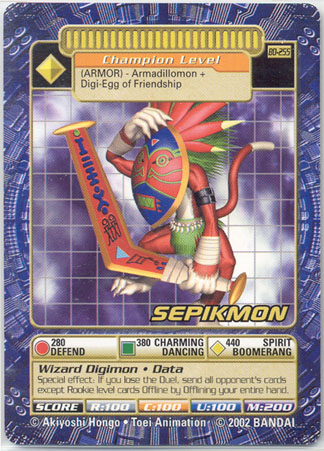 Champion Level
BO-255
(ARMOR) - Armadillomon +
Digi-Egg of Friendship
SEPIKMON
280 DEFEND
380 CHARMING DANCING
440 SPIRIT BOOMERANG
Wizard Digimon • Data
Special effect: if you lose the Duel, send all opponent's cards
except Rookie level cards Offline by Offlining your entire hand.
SCORE R:100 C:100 U:100 M:200
©Akiyoshi Hongo • Toei Animation • © 2002 BANDAI